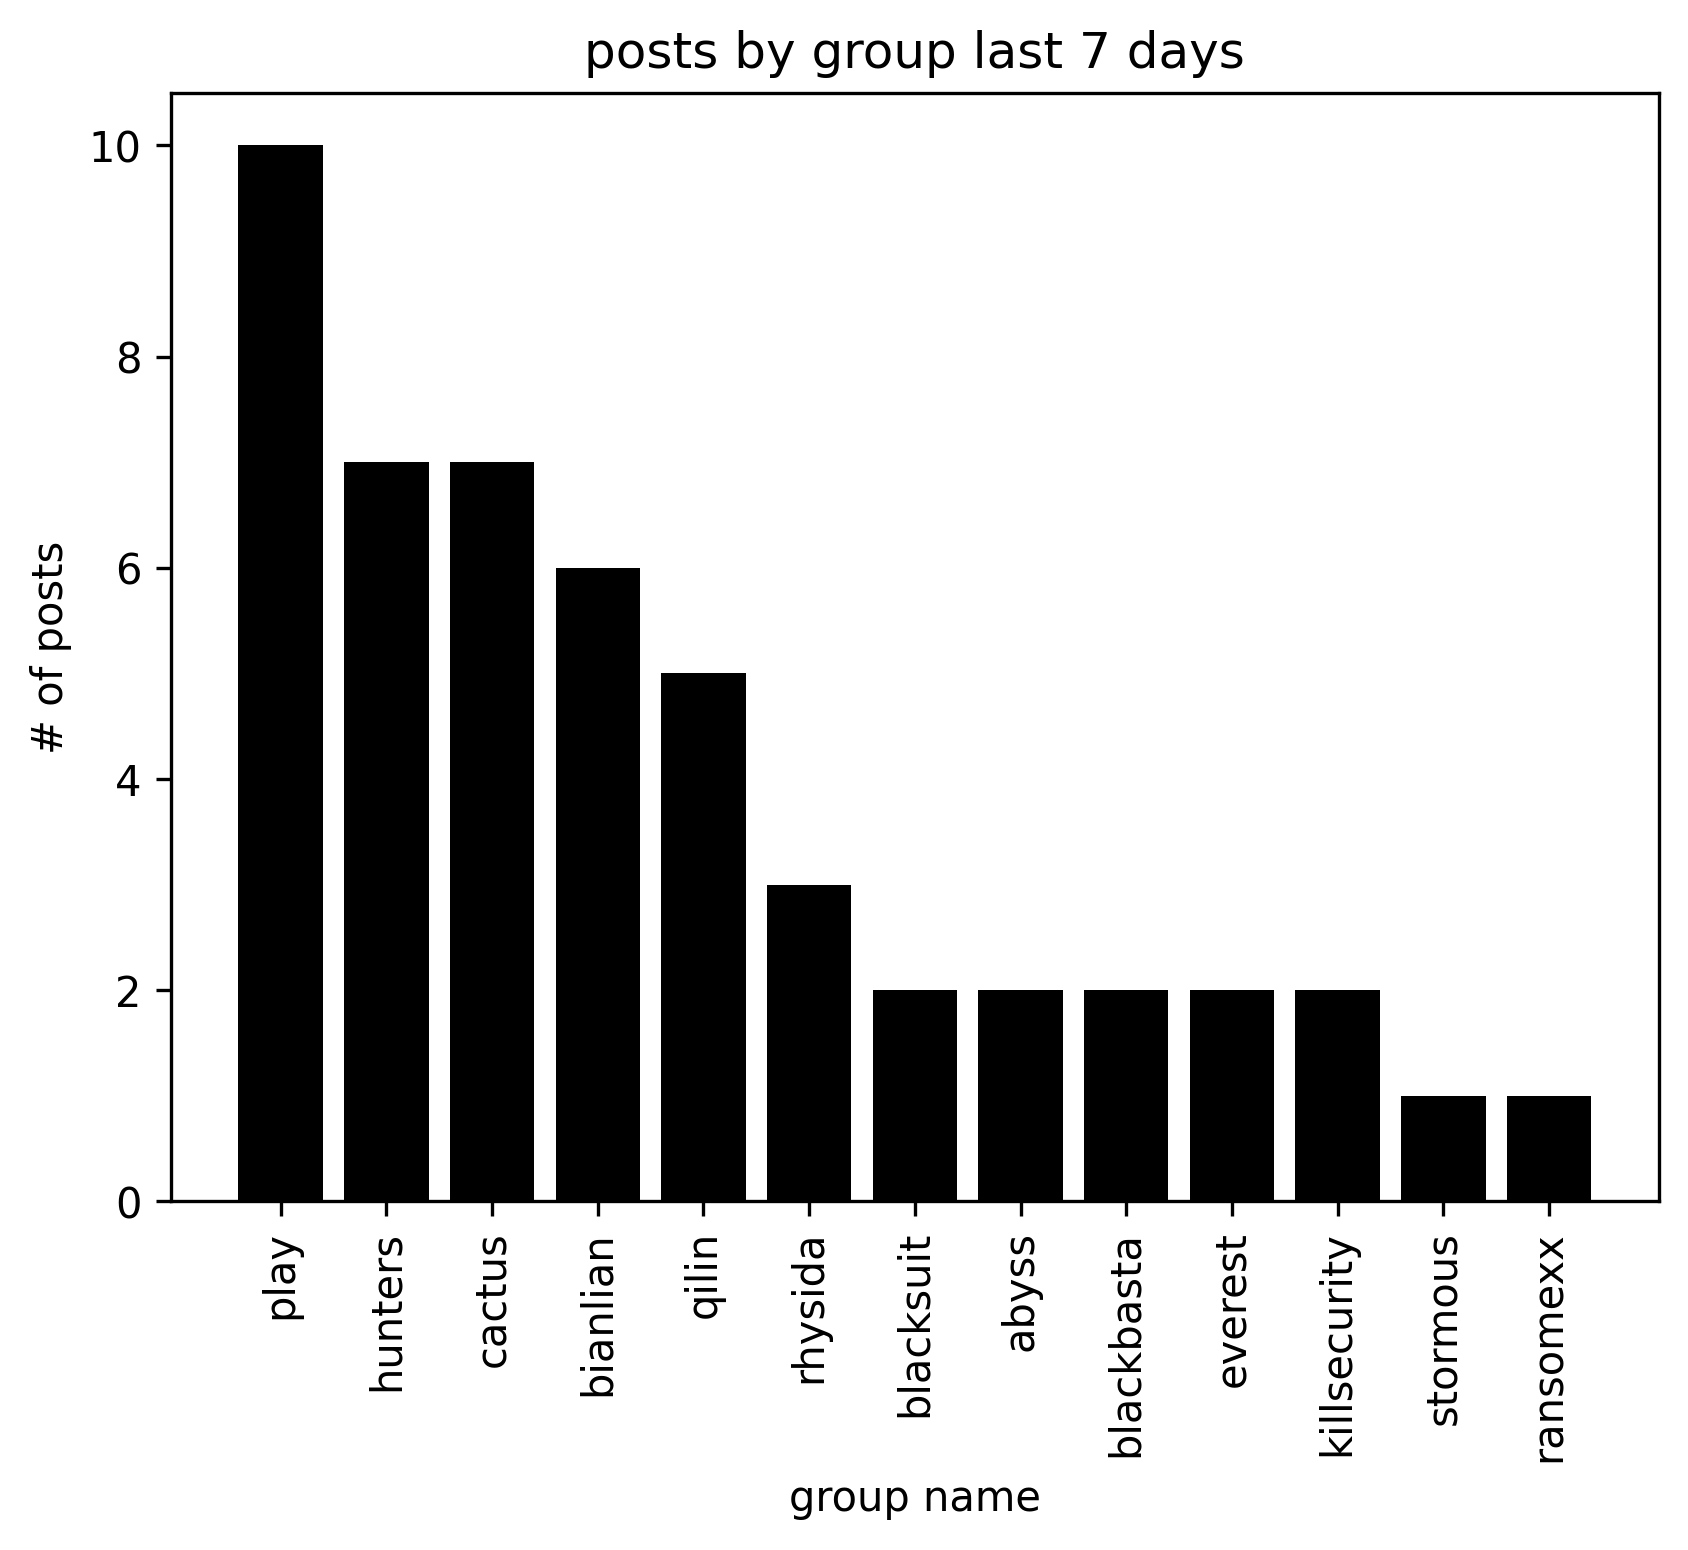 posts by group last 7 days
# of posts
10
8
6
4
2
0
play
hunters
cactus
bianlian
qilin
rhysida
blacksuit
abyss
blackbasta
everest
killsecurity
stormous
ransomexx
group name